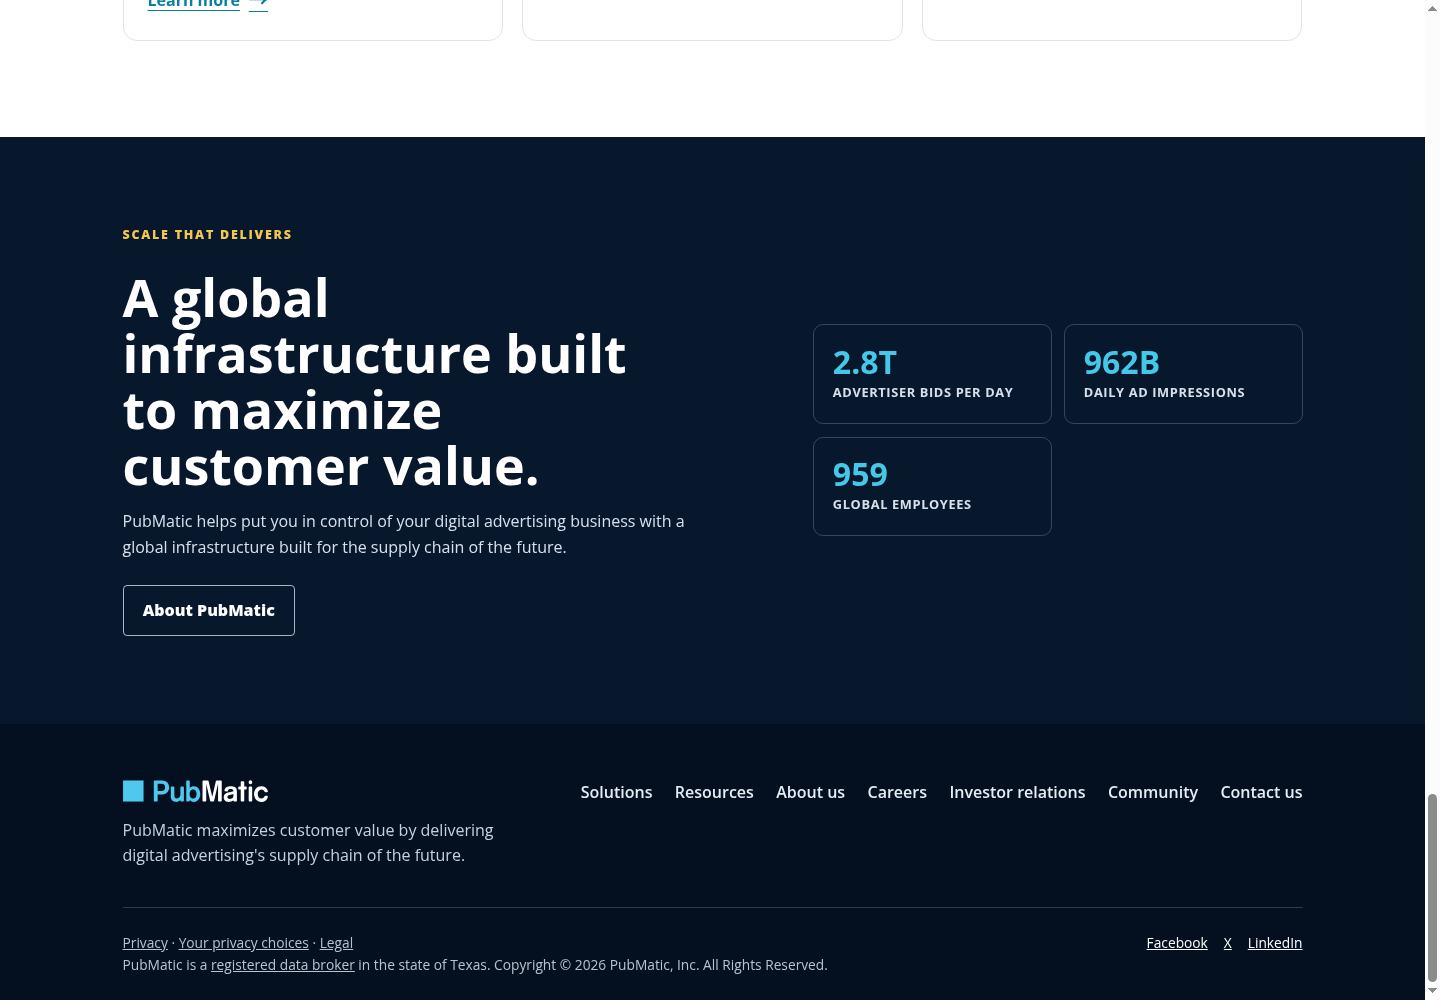 Learn more →
SCALE THAT DELIVERS
A global
infrastructure built
to maximize
customer value.
PubMatic helps put you in control of your digital advertising business with a
global infrastructure built for the supply chain of the future.
About PubMatic
2.8T
ADVERTISER BIDS PER DAY
962B
DAILY AD IMPRESSIONS
959
GLOBAL EMPLOYEES
PubMatic
PubMatic maximizes customer value by delivering
digital advertising's supply chain of the future.
Solutions Resources About us Careers Investor relations Community Contact us
Privacy · Your privacy choices · Legal
PubMatic is a registered data broker in the state of Texas. Copyright © 2026 PubMatic, Inc. All Rights Reserved.
Facebook X LinkedIn